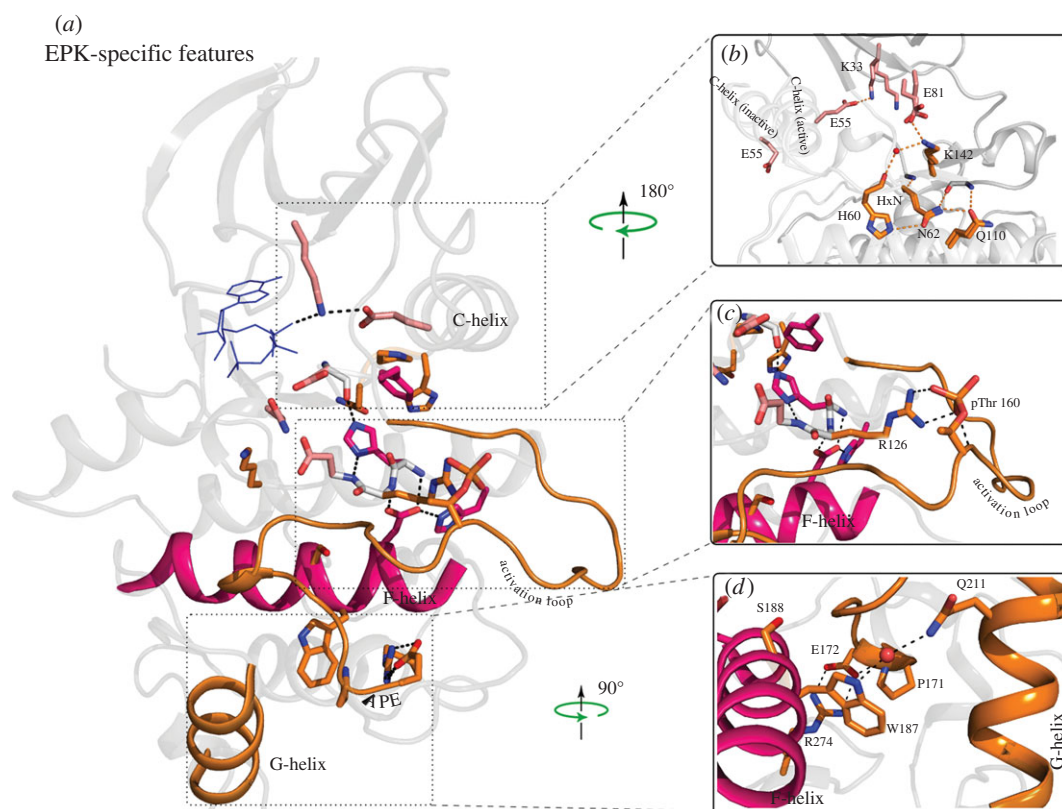 (a)
EPK-specific features
C-helix
activation loop
F-helix
PE
G-helix
180°
90°
(b)
K33
E81
C-helix (inactive)
C-helix (active)
E55
E55
K142
HxN
H60
N62
Q110
(c)
pThr 160
R126
activation loop
F-helix
(d)
Q211
S188
E172
P171
W187
R274
F-helix
G-helix